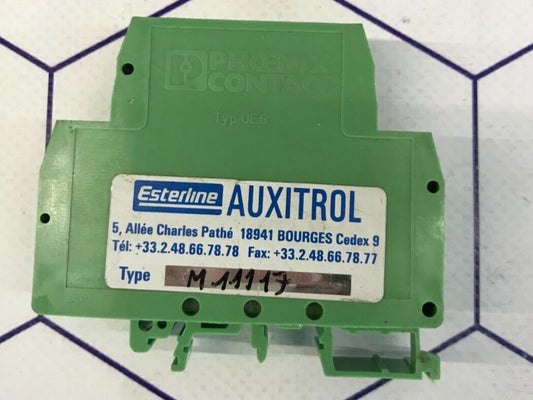 PHŒNIX
CONTACT
Typ UEG
Esterline AUXITROL
5, Allée Charles Pathé 18941 BOURGES Cedex 9
Tél: +33.2.48.66.78.78 Fax: +33.2.48.66.78.77
Type M 11117